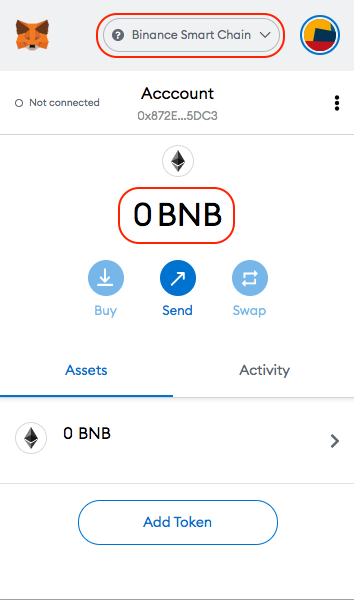 ? Binance Smart Chain
Not connected
Acccount
0x872E...5DC3
0 BNB
Buy Send Swap
Assets Activity
0 BNB
Add Token